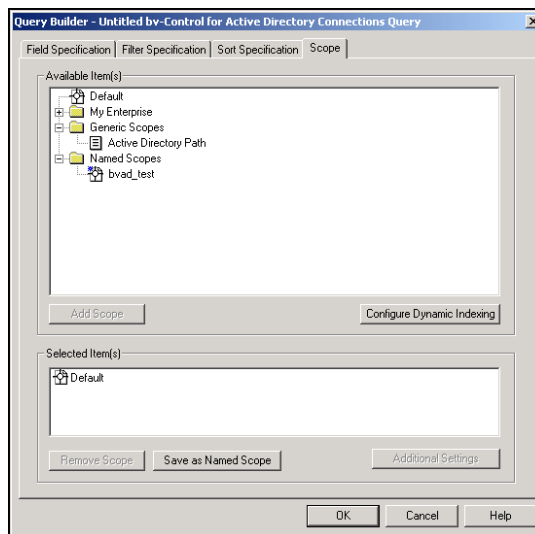 Query Builder - Untitled bv-Control for Active Directory Connections Query
Field Specification Filter Specification Sort Specification Scope
Available Item(s)
Default
My Enterprise
Generic Scopes
Active Directory Path
Named Scopes
bvad_test
Add Scope Configure Dynamic Indexing
Selected Item(s)
Default
Remove Scope Save as Named Scope Additional Settings
OK Cancel Help